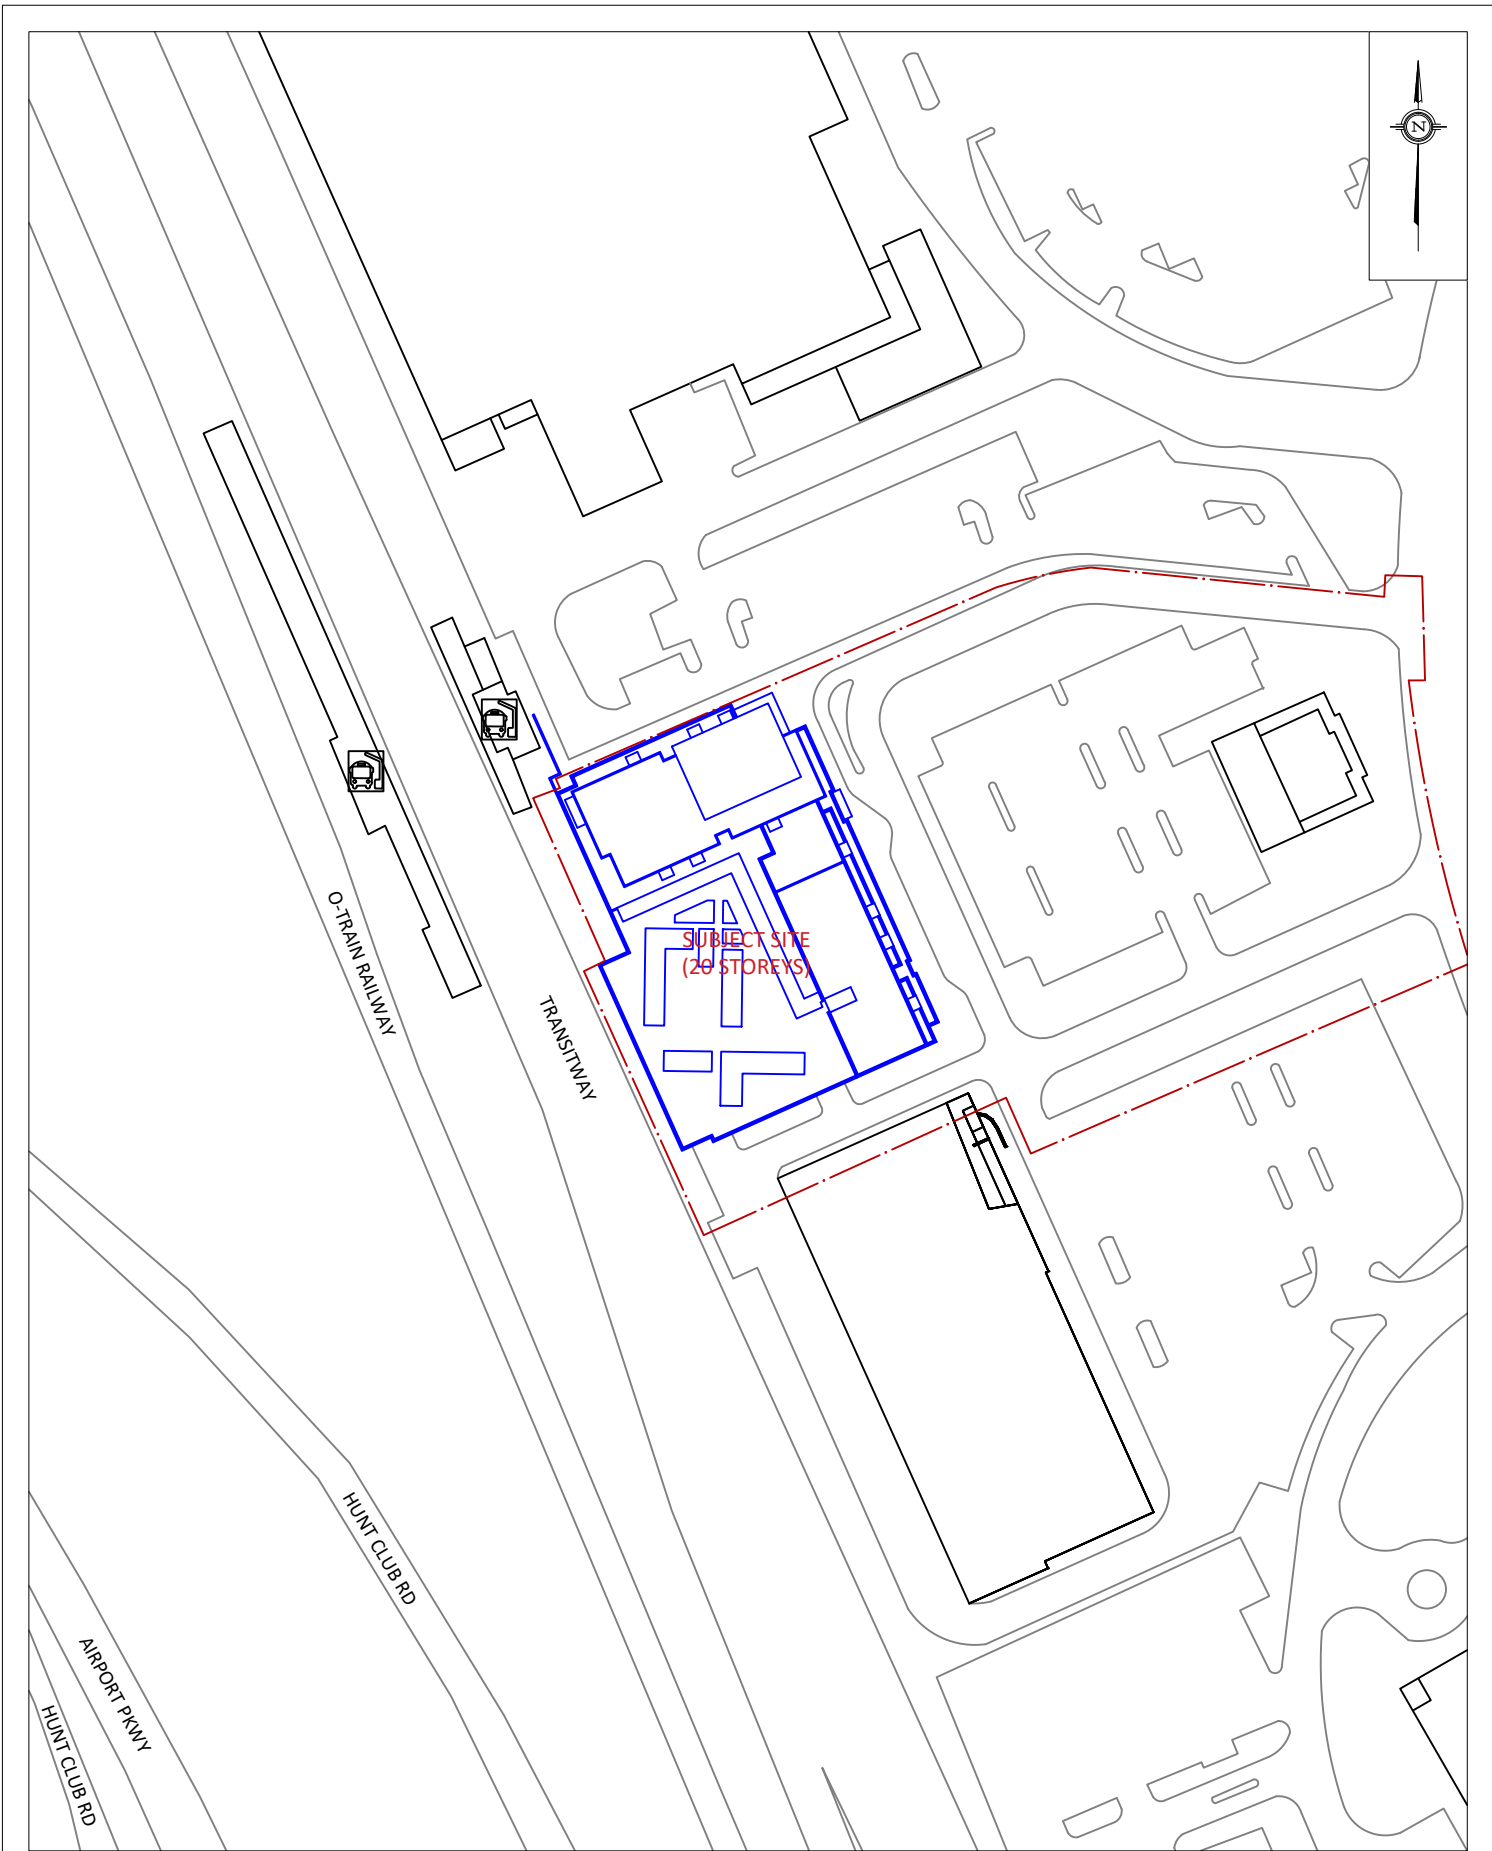 N
SUBJECT SITE
(20 STOREYS)
O-TRAIN RAILWAY
TRANSITWAY
HUNT CLUB RD
AIRPORT PKWY
HUNT CLUB RD